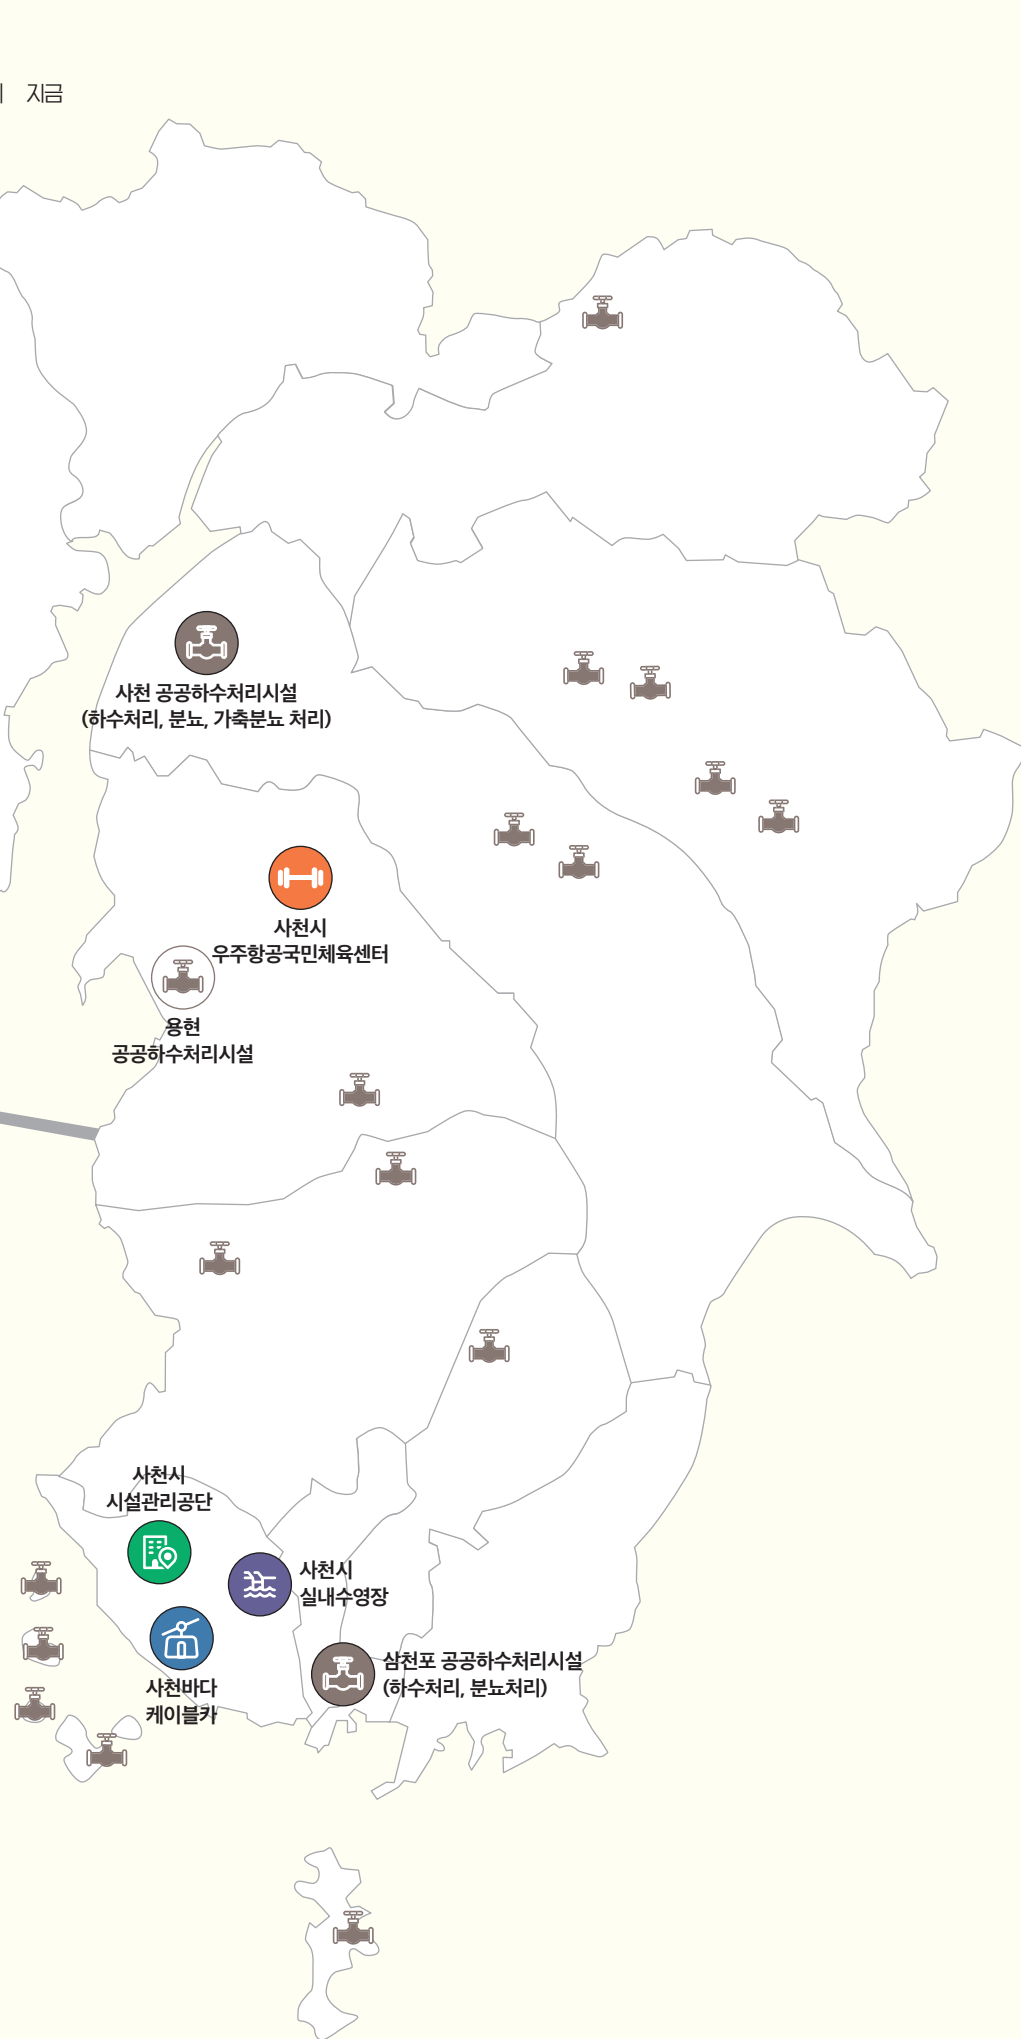 지금
사천 공공하수처리시설
(하수처리, 분뇨, 가축분뇨 처리)
사천시
우주항공국민체육센터
용현
공공하수처리시설
사천시
시설관리공단
사천시
실내수영장
삼천포 공공하수처리시설
(하수처리, 분뇨처리)
사천바다
케이블카